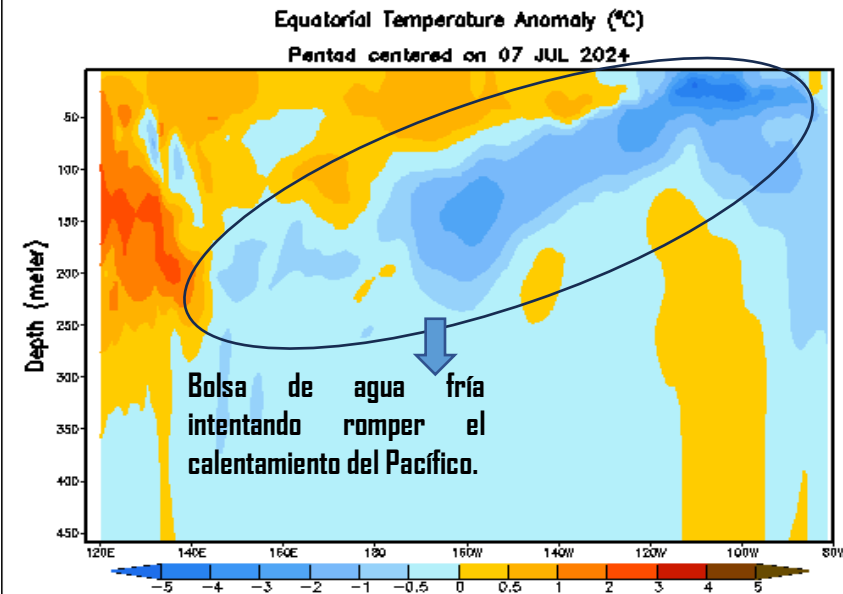 Equatorial Temperature Anomaly (°C)
Pentad centered on 07 JUL 2024
Depth (meter)
50
100
150
200
250
300
350
400
450
Bolsa de agua fría
intentando romper el
calentamiento del Pacífico.
120E 140E 160E 180 160W 140W 120W 100W 80W
-5 -4 -3 -2 -1 -0.5 0 0.5 1 2 3 4 5